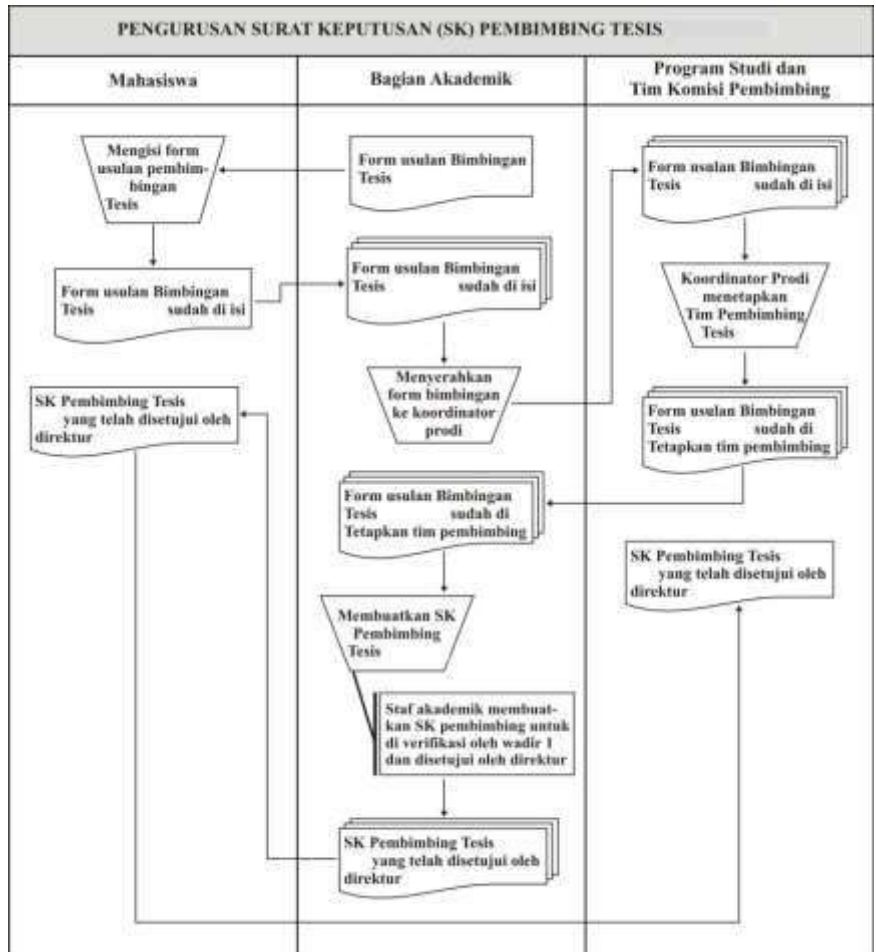 PENGURUSAN SURAT KEPUTUSAN (SK) PEMBIMBING TESIS
Mahasiswa
Bagian Akademik
Program Studi dan
Tim Komisi Pembimbing
Mengisi form
usulan pembim-
bingan
Tesis
Form usulan Bimbingan
Tesis
Form usulan Bimbingan
Tesis sudah di isi
Form usulan Bimbingan
Tesis sudah di isi
Form usulan Bimbingan
Tesis sudah di isi
Koordinator Prodi
menetapkan
Tim Pembimbing
Tesis
Menyerahkan
form bimbingan
ke koordinator
prodi
SK Pembimbing Tesis
yang telah disetujui oleh
direktur
Form usulan Bimbingan
Tesis sudah di
Tetapkan tim pembimbing
Form usulan Bimbingan
Tesis sudah di
Tetapkan tim pembimbing
SK Pembimbing Tesis
yang telah disetujui oleh
direktur
Membuatkan SK
Pembimbing
Tesis
Staf akademik membuat-
kan SK pembimbing untuk
di verifikasi oleh wadir 1
dan disetujui oleh direktur
SK Pembimbing Tesis
yang telah disetujui oleh
direktur